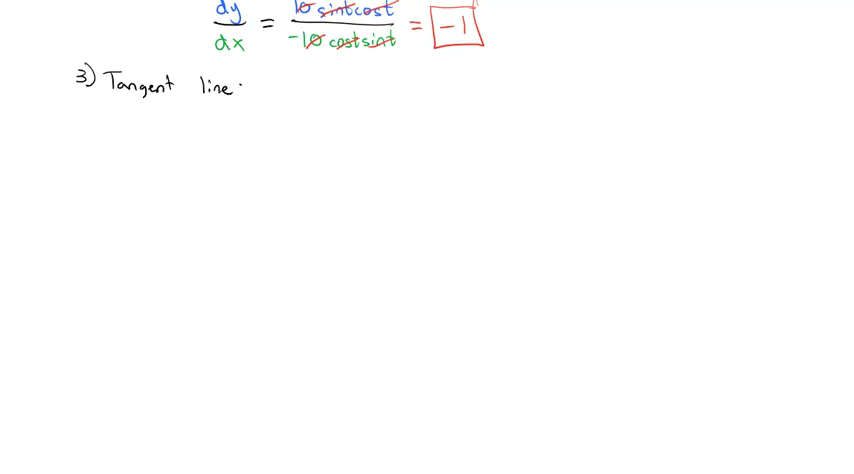 dy/dx = 10 sint cost / -10 cost sint = -1
3) Tangent line.